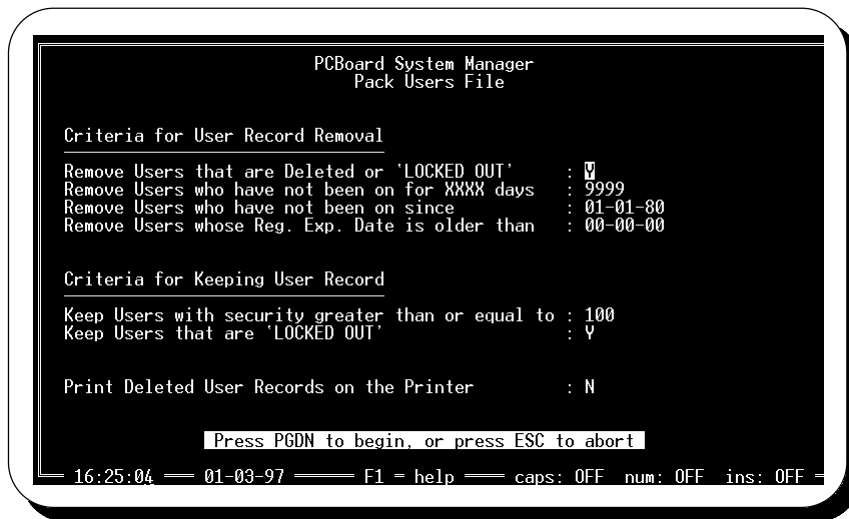 PCBoard System Manager
Pack Users File
Criteria for User Record Removal
Remove Users that are Deleted or 'LOCKED OUT' : Y
Remove Users who have not been on for XXXX days : 9999
Remove Users who have not been on since : 01-01-80
Remove Users whose Reg. Exp. Date is older than : 00-00-00
Criteria for Keeping User Record
Keep Users with security greater than or equal to : 100
Keep Users that are 'LOCKED OUT' : Y
Print Deleted User Records on the Printer : N
Press PGDN to begin, or press ESC to abort
16:25:04 01-03-97 F1 = help caps: OFF num: OFF ins: OFF